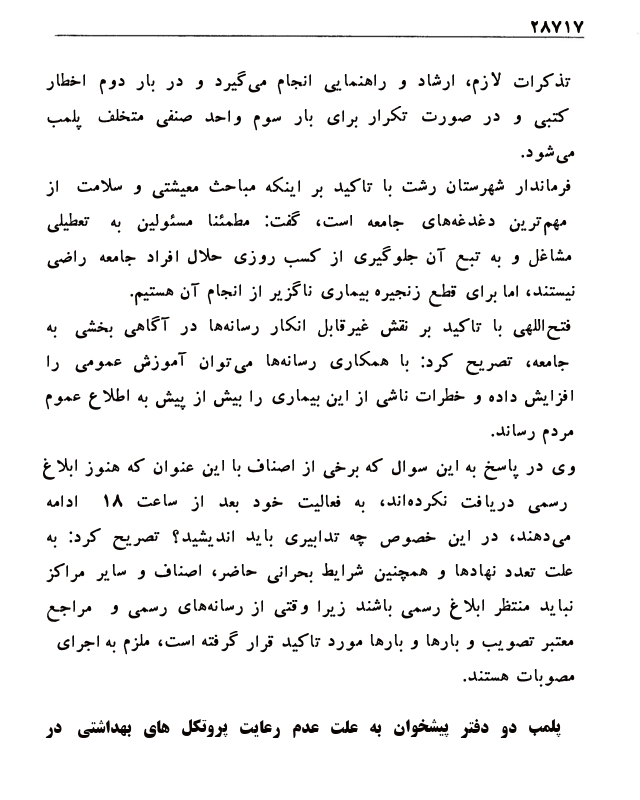 ۲۸۷۱۷
تذکرات لازم، ارشاد و راهنمایی انجام می‌گیرد و در بار دوم اخطار
کتبی و در صورت تکرار برای بار سوم واحد صنفی متخلف پلمب
می‌شود.
فرماندار شهرستان رشت با تاکید بر اینکه مباحث معیشتی و سلامت از
مهم‌ترین دغدغه‌های جامعه است، گفت: مطمئنا مسئولین به تعطیلی
مشاغل و به تبع آن جلوگیری از کسب روزی حلال افراد جامعه راضی
نیستند، اما برای قطع زنجیره بیماری ناگزیر از انجام آن هستیم.
فتح‌اللهی با تاکید بر نقش غیرقابل انکار رسانه‌ها در آگاهی بخشی به
جامعه، تصریح کرد: با همکاری رسانه‌ها می‌توان آموزش عمومی را
افزایش داده و خطرات ناشی از این بیماری را بیش از پیش به اطلاع عموم
مردم رساند.
وی در پاسخ به این سوال که برخی از اصناف با این عنوان که هنوز ابلاغ
رسمی دریافت نکرده‌اند، به فعالیت خود بعد از ساعت ۱۸ ادامه
می‌دهند، در این خصوص چه تدابیری باید اندیشید؟ تصریح کرد: به
علت تعدد نهادها و همچنین شرایط بحرانی حاضر، اصناف و سایر مراکز
نباید منتظر ابلاغ رسمی باشند زیرا وقتی از رسانه‌های رسمی و مراجع
معتبر تصویب و بارها و بارها مورد تاکید قرار گرفته است، ملزم به اجرای
مصوبات هستند.
پلمب دو دفتر پیشخوان به علت عدم رعایت پروتکل های بهداشتی در